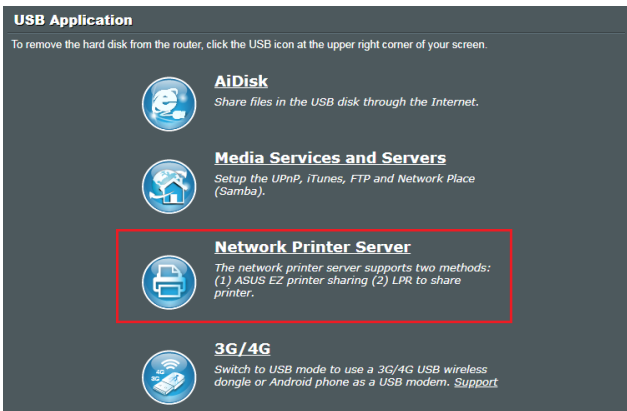 USB Application
To remove the hard disk from the router, click the USB icon at the upper right corner of your screen.
AiDisk
Share files in the USB disk through the Internet.
Media Services and Servers
Setup the UPnP, iTunes, FTP and Network Place
(Samba).
Network Printer Server
The network printer server supports two methods:
(1) ASUS EZ printer sharing (2) LPR to share
printer.
4G
3G
3G/4G
Switch to USB mode to use a 3G/4G USB wireless
dongle or Android phone as a USB modem. Support